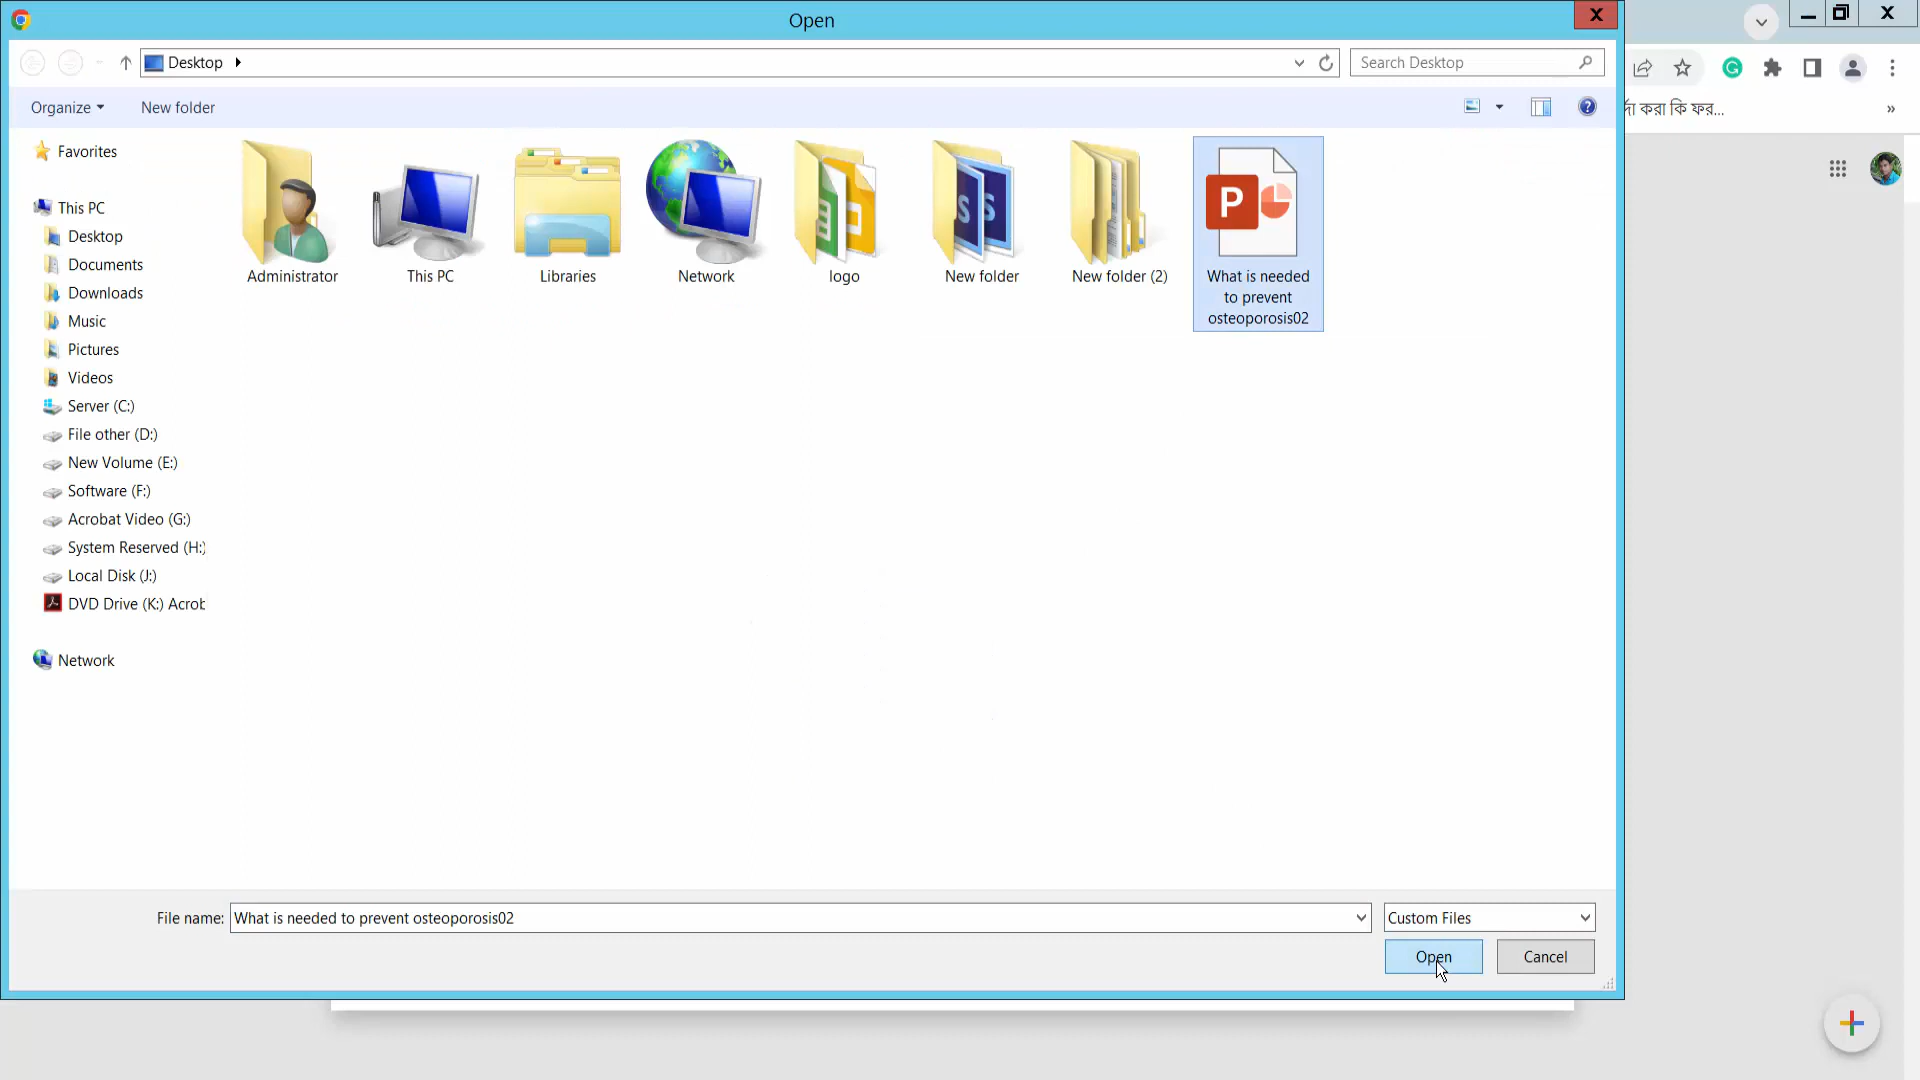 Open
Desktop
Search Desktop
Organize
New folder
করা কি ফর...
Favorites
This PC
Desktop
Documents
Downloads
Music
Pictures
Videos
Server (C:)
File other (D:)
New Volume (E:)
Software (F:)
Acrobat Video (G:)
System Reserved (H:)
Local Disk (J:)
DVD Drive (K:) Acrob
Network
Administrator
This PC
Libraries
Network
logo
New folder
New folder (2)
P
What is needed
to prevent
osteoporosis02
File name: What is needed to prevent osteoporosis02
Custom Files
Open
Cancel